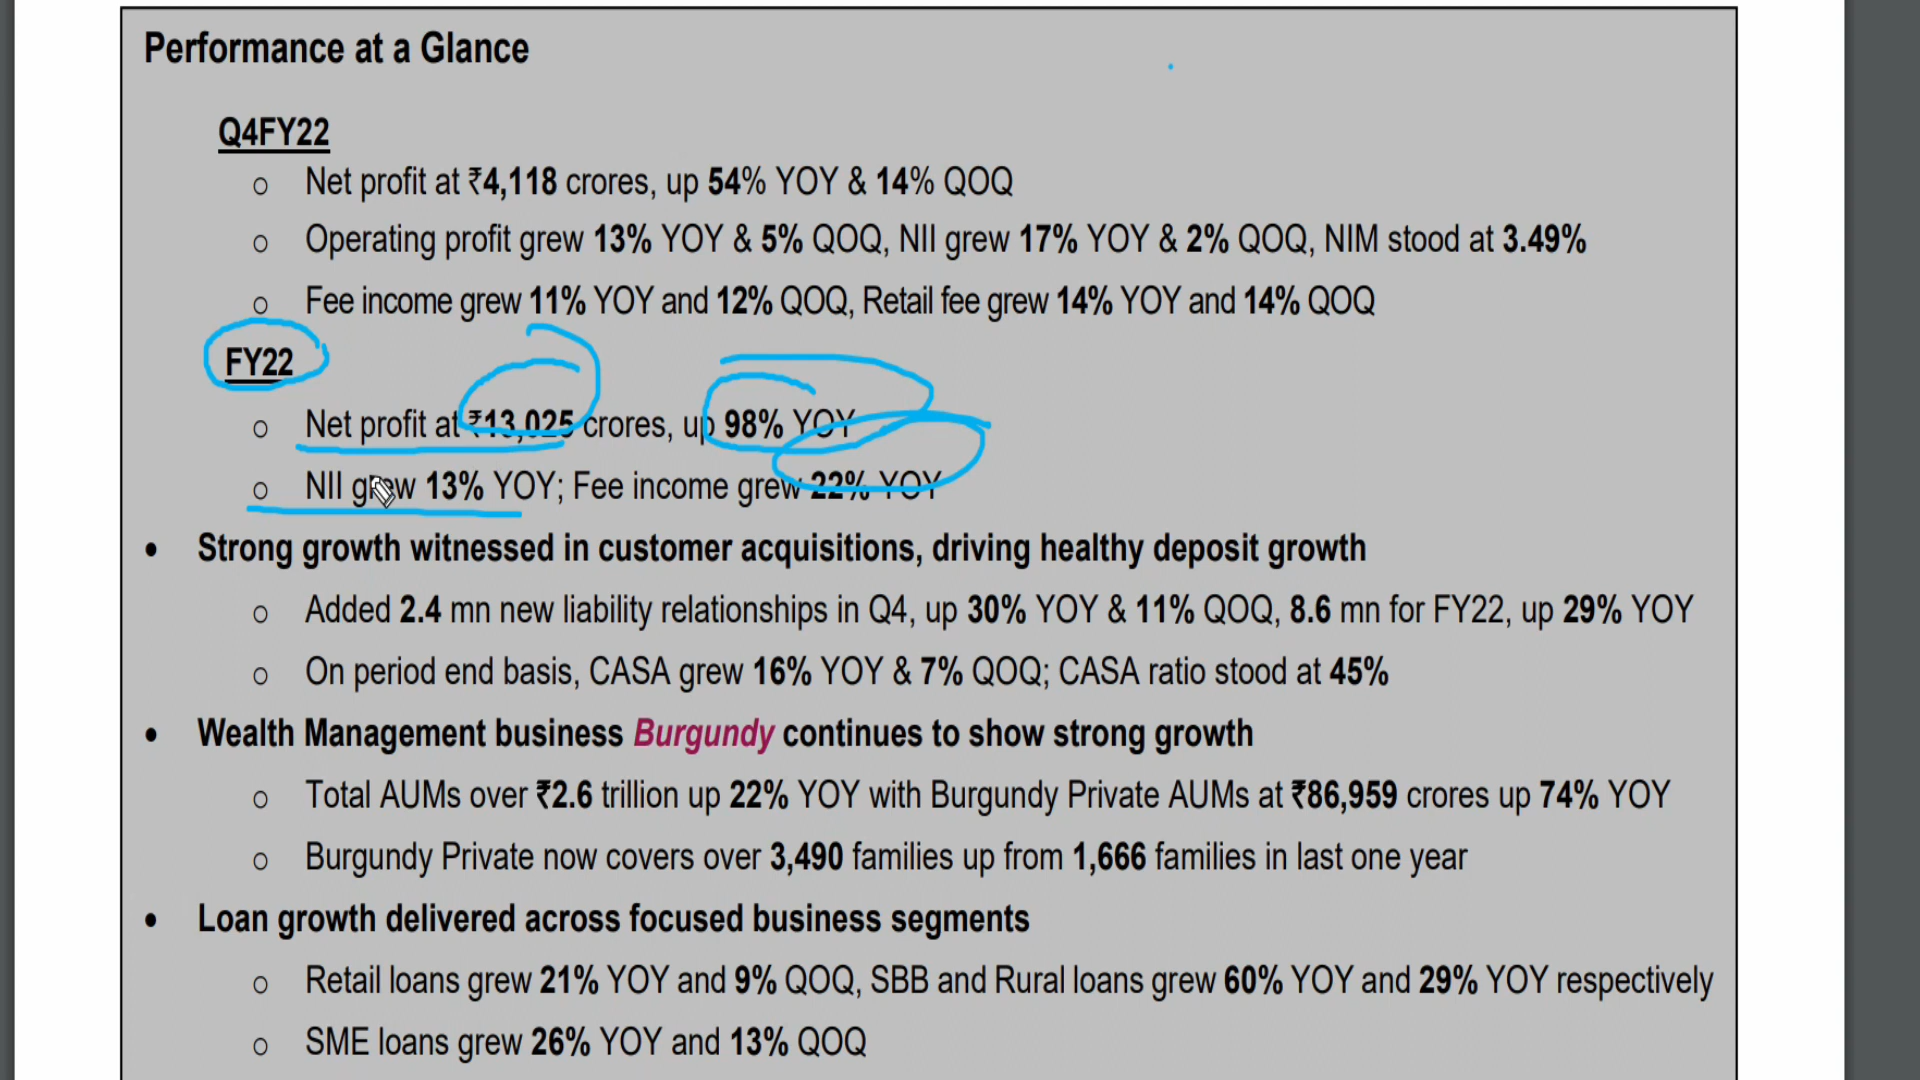 Performance at a Glance
Q4FY22
o Net profit at ₹4,118 crores, up 54% YOY & 14% QOQ
o Operating profit grew 13% YOY & 5% QOQ, NII grew 17% YOY & 2% QOQ, NIM stood at 3.49%
o Fee income grew 11% YOY and 12% QOQ, Retail fee grew 14% YOY and 14% QOQ
FY22
o Net profit at ₹13,025 crores, up 98% YOY
o NII grew 13% YOY; Fee income grew 22% YOY
• Strong growth witnessed in customer acquisitions, driving healthy deposit growth
o Added 2.4 mn new liability relationships in Q4, up 30% YOY & 11% QOQ, 8.6 mn for FY22, up 29% YOY
o On period end basis, CASA grew 16% YOY & 7% QOQ; CASA ratio stood at 45%
• Wealth Management business Burgundy continues to show strong growth
o Total AUMs over ₹2.6 trillion up 22% YOY with Burgundy Private AUMs at ₹86,959 crores up 74% YOY
o Burgundy Private now covers over 3,490 families up from 1,666 families in last one year
• Loan growth delivered across focused business segments
o Retail loans grew 21% YOY and 9% QOQ, SBB and Rural loans grew 60% YOY and 29% YOY respectively
o SME loans grew 26% YOY and 13% QOQ